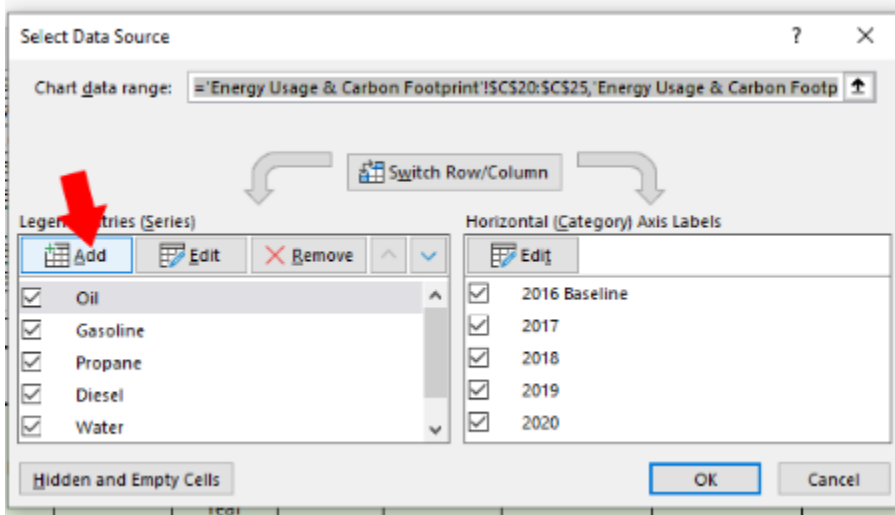 Select Data Source ? ×
Chart data range: ='Energy Usage & Carbon Footprint'!$C$20:$C$25,'Energy Usage & Carbon Footp
Switch Row/Column
Series) Horizontal (Category) Axis Labels
Add Edit Remove Edit
Oil 2016 Baseline
Gasoline 2017
Propane 2018
Diesel 2019
Water 2020
Hidden and Empty Cells OK Cancel
Year